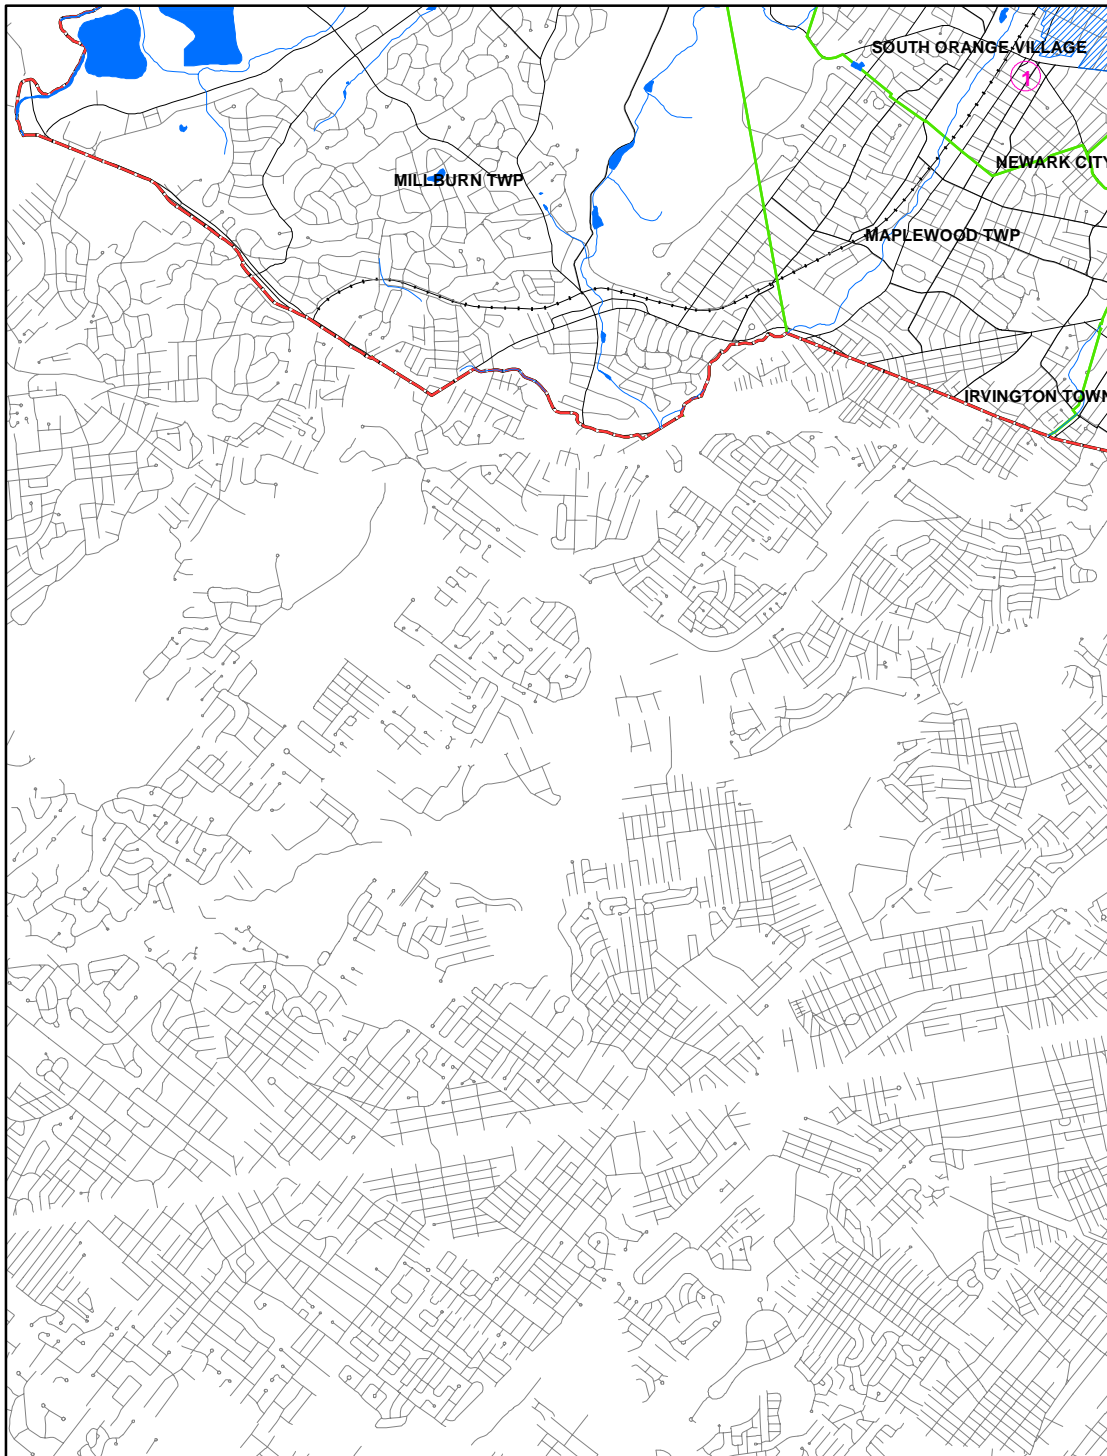 SOUTH ORANGE VILLAGE
1
NEWARK CITY
MILLBURN TWP
MAPLEWOOD TWP
IRVINGTON TOWN